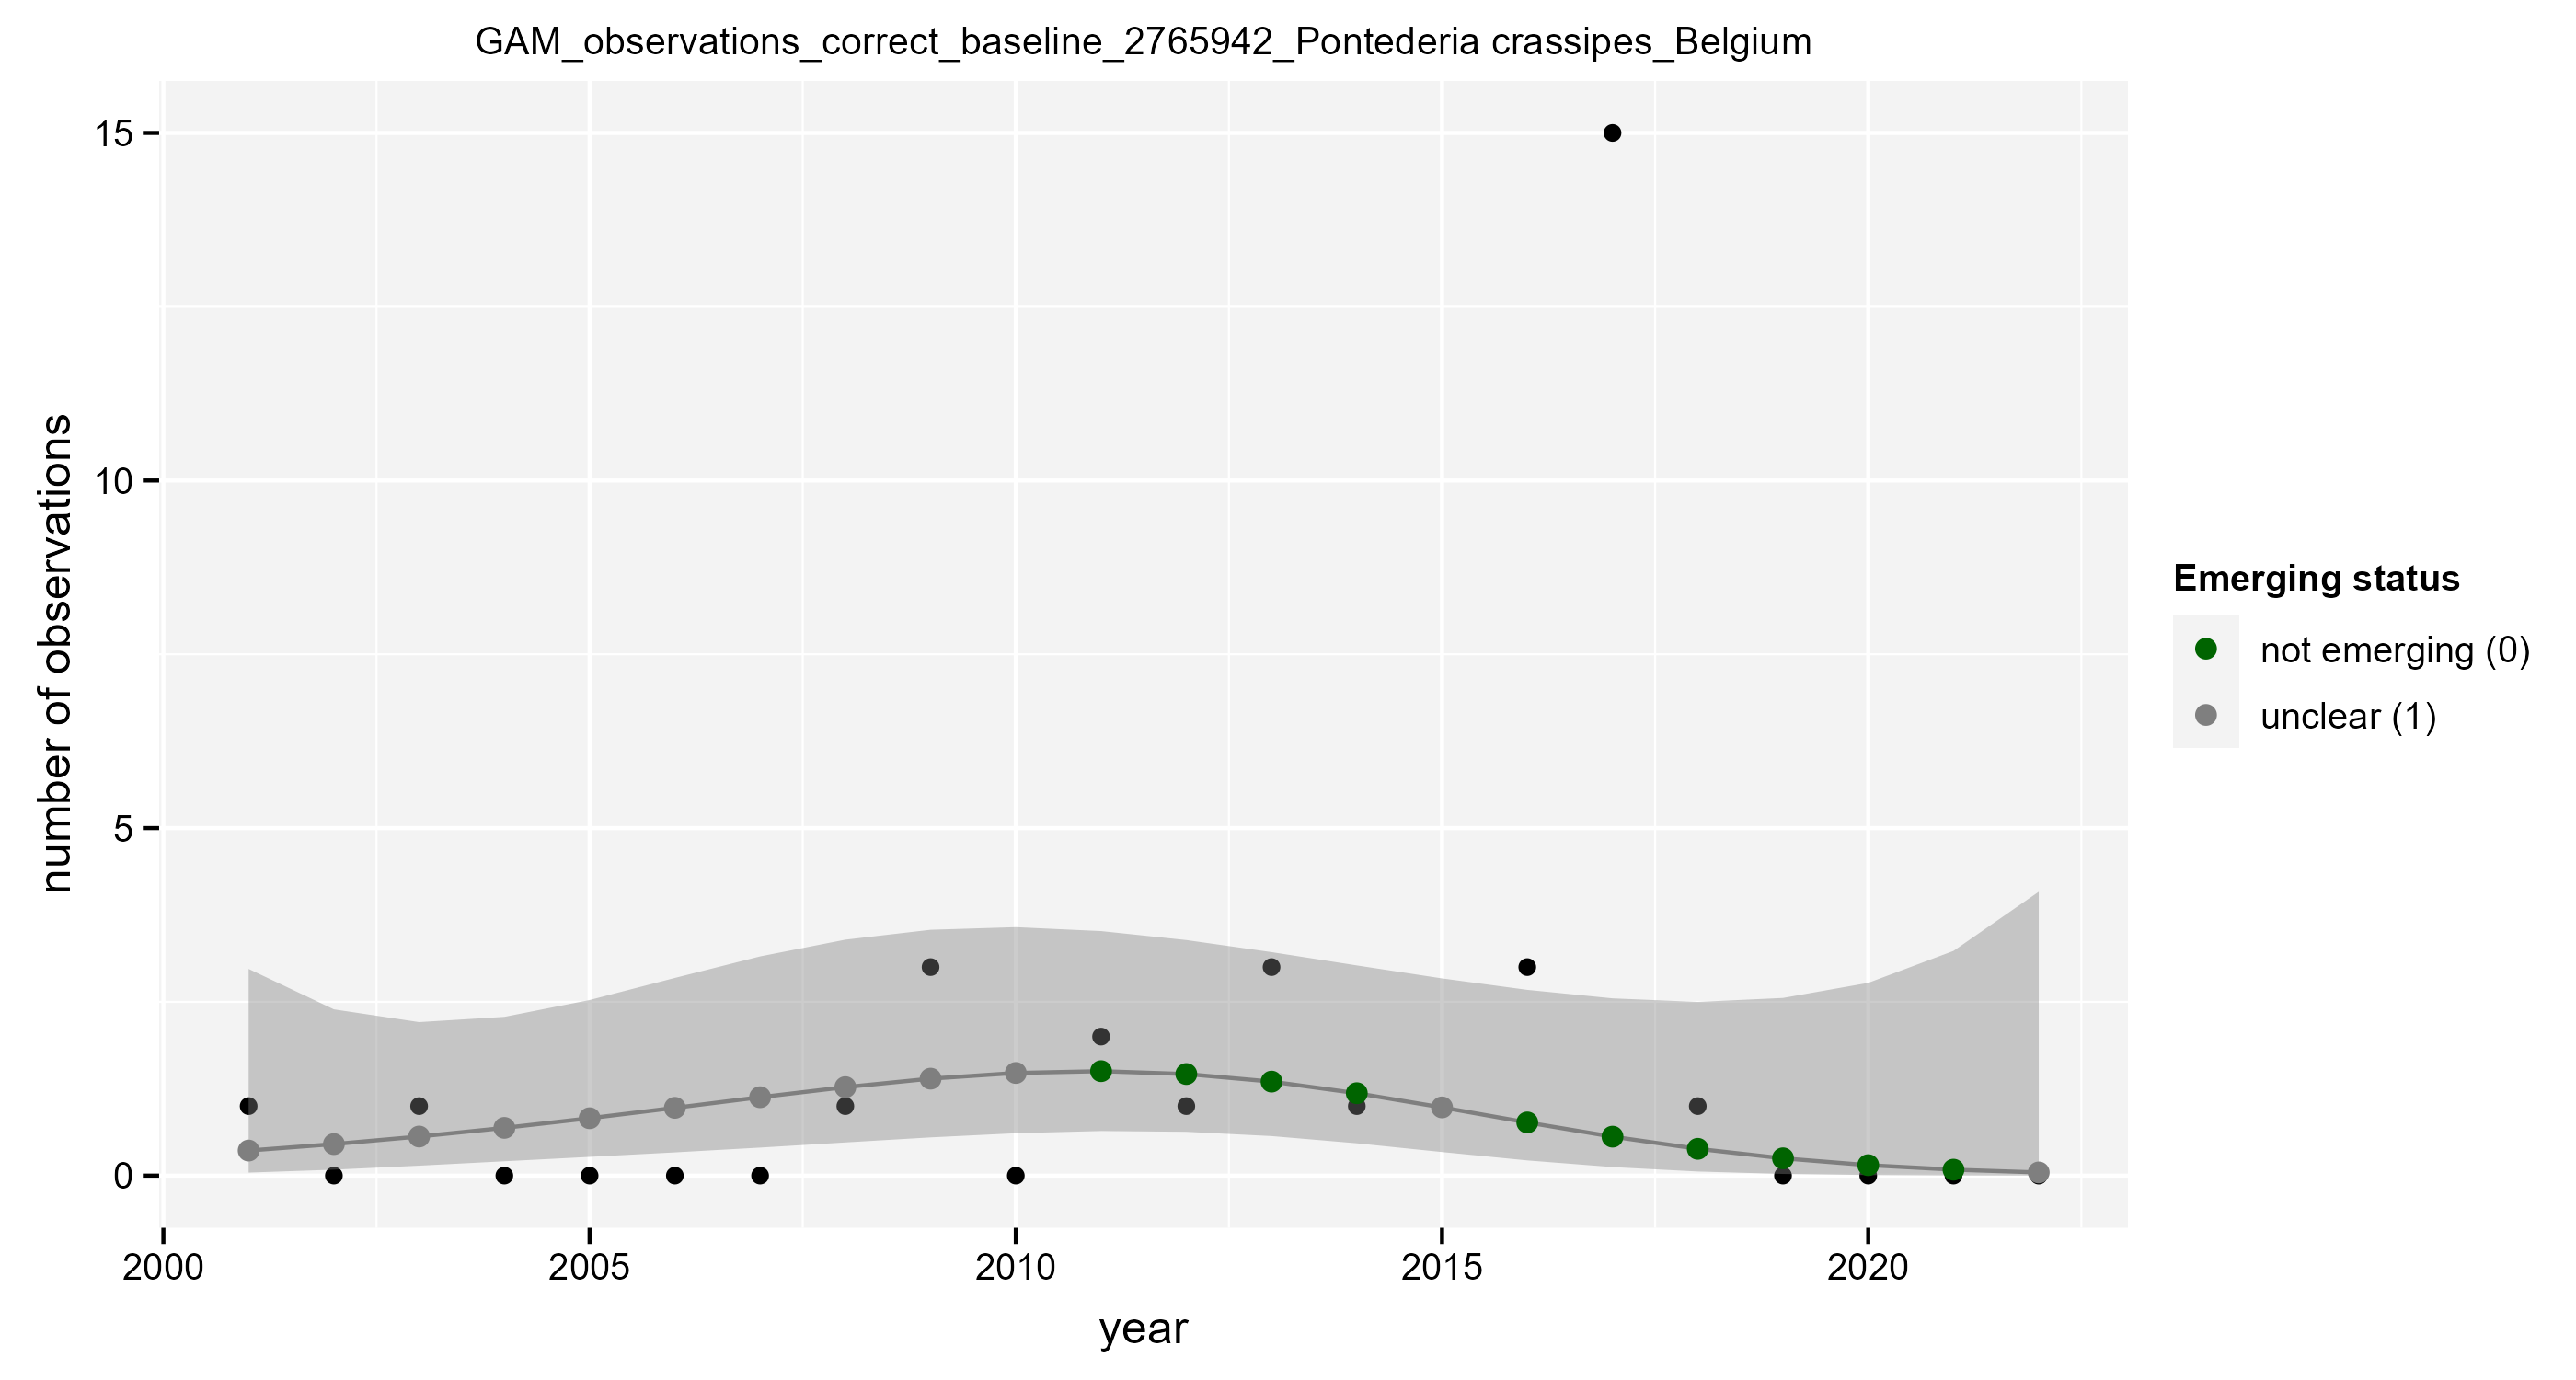 GAM_observations_correct_baseline_2765942_Pontederia crassipes_Belgium
15
10
5
0
number of observations
2000
2005
2010
2015
2020
year
Emerging status
not emerging (0)
unclear (1)